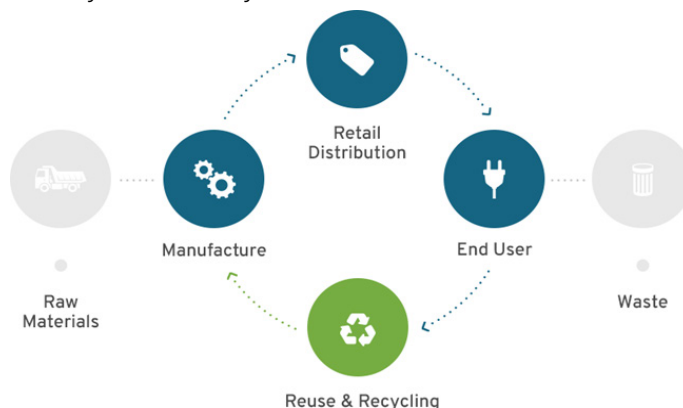 Retail
Distribution
Manufacture
End User
Raw
Materials
Waste
Reuse & Recycling